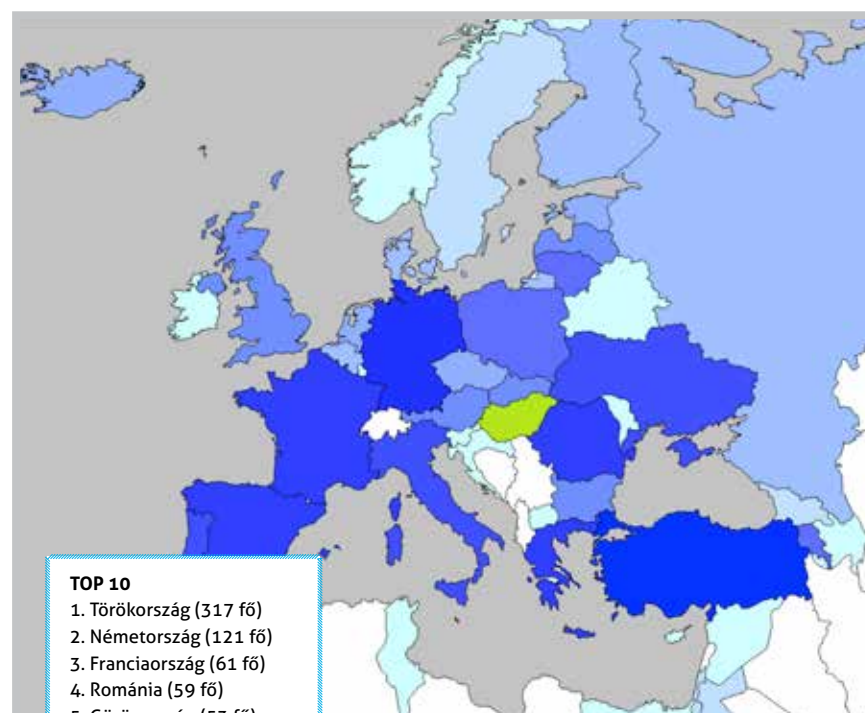 TOP 10
1. Törökország (317 fő)
2. Németország (121 fő)
3. Franciaország (61 fő)
4. Románia (59 fő)